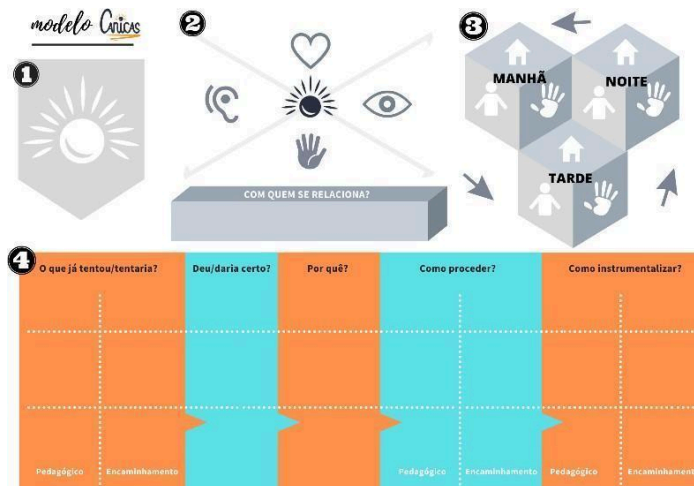 modelo Canicas
1
2
COM QUEM SE RELACIONA?
3
MANHÃ
NOITE
TARDE
4
O que já tentou/tentaria?
Deu/daria certo?
Por quê?
Como proceder?
Como instrumentalizar?
Pedagógico
Encaminhamento
Pedagógico
Encaminhamento
Pedagógico
Encaminhamento